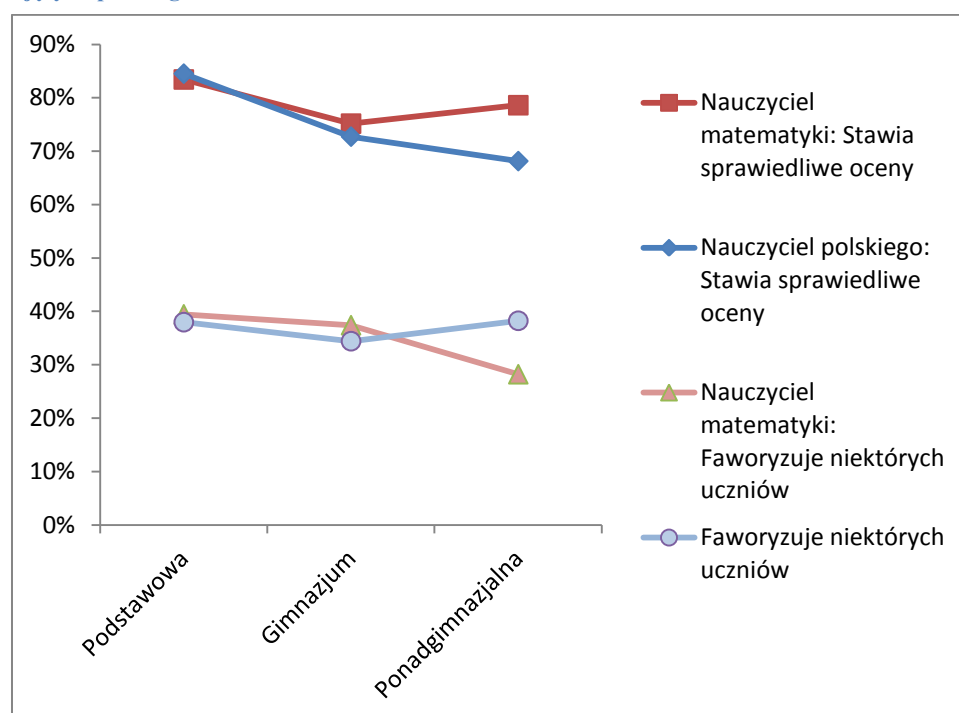 90%
80%
70%
60%
50%
40%
30%
20%
10%
0%
Podstawowa
Gimnazjum
Ponadgimnazjalna
Nauczyciel
matematyki: Stawia
sprawiedliwe oceny
Nauczyciel polskiego:
Stawia sprawiedliwe
oceny
Nauczyciel
matematyki:
Faworyzuje niektórych
uczniów
Faworyzuje niektórych
uczniów